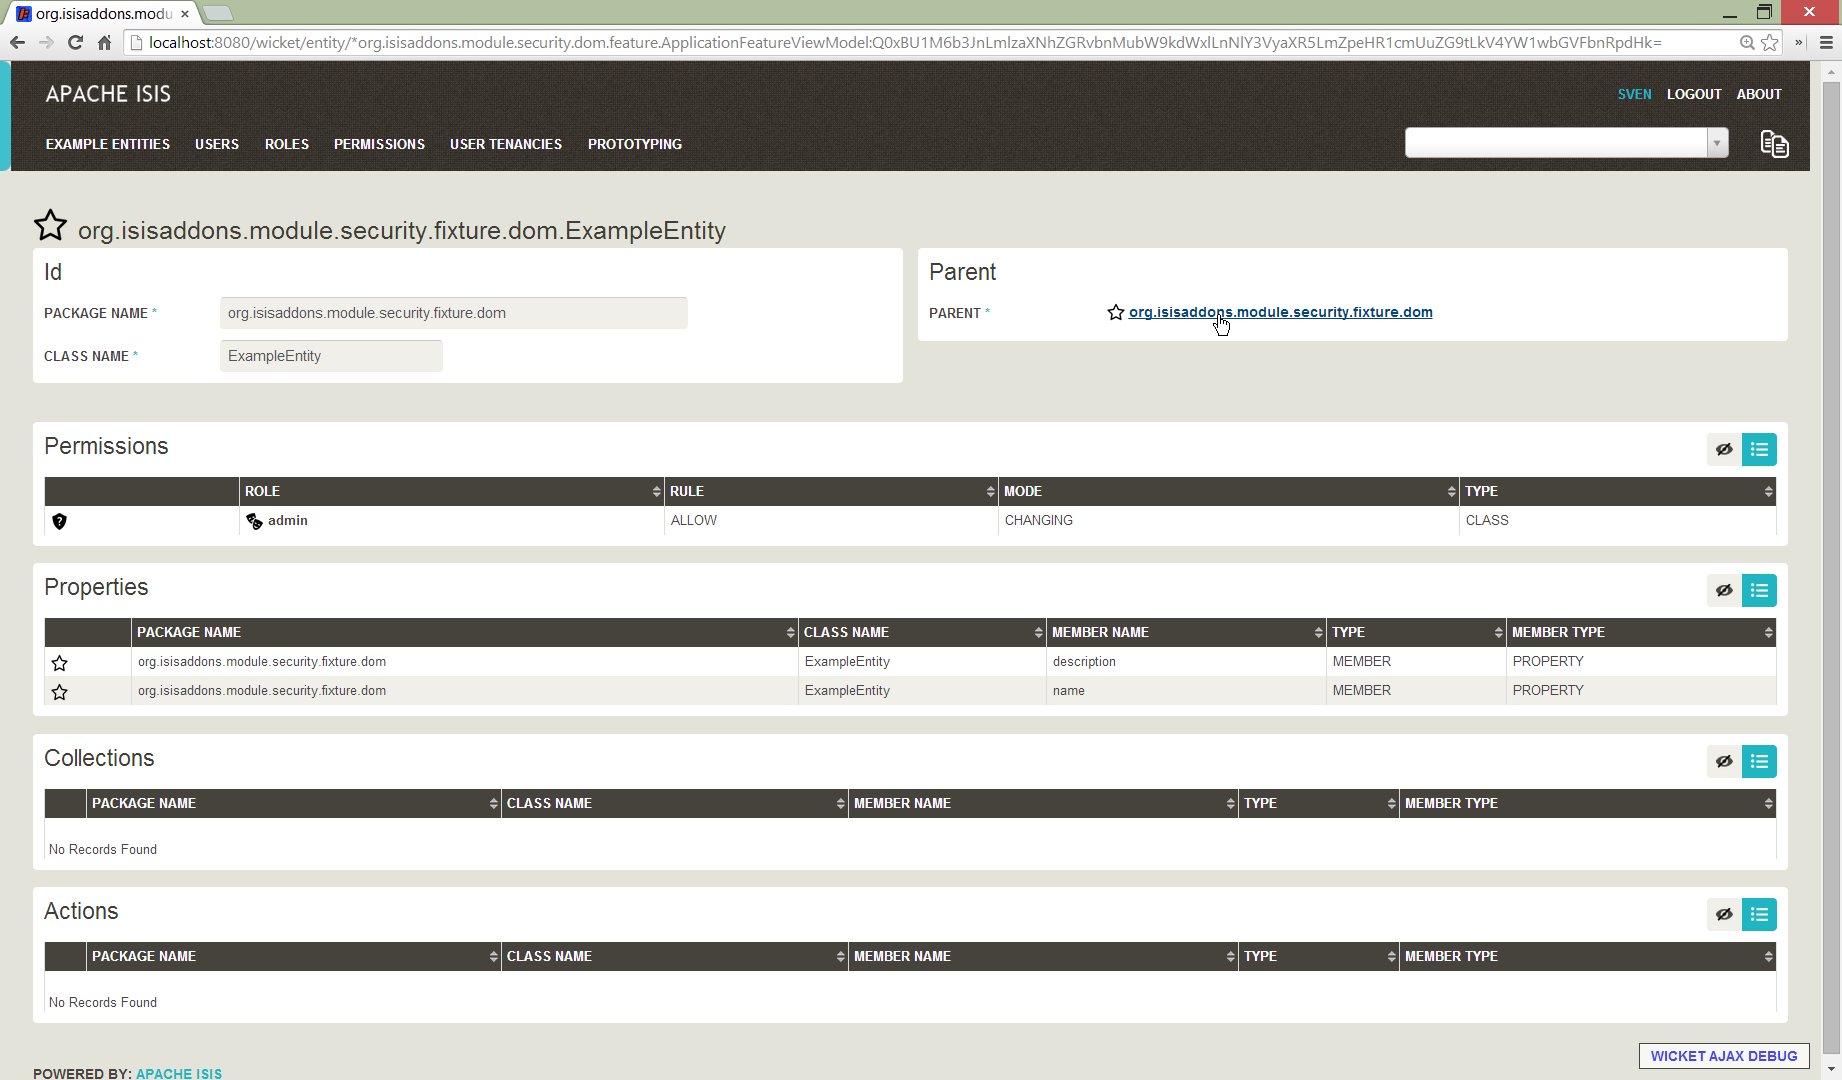 org.isisaddons.modu
localhost:8080/wicket/entity/*org.isisaddons.module.security.dom.feature.ApplicationFeatureViewModel:Q0xBU1M6b3JnLmlzaXNhZGRvbnMubW9kdWxlLnNlY3VyaXR5LmZpeHR1cmUuZG9tLkV4YW1wbGVFbnRpdHk=
APACHE ISIS
SVEN LOGOUT ABOUT
EXAMPLE ENTITIES USERS ROLES PERMISSIONS USER TENANCIES PROTOTYPING
org.isisaddons.module.security.fixture.dom.ExampleEntity
Id
PACKAGE NAME * org.isisaddons.module.security.fixture.dom
CLASS NAME * ExampleEntity
Parent
PARENT * org.isisaddons.module.security.fixture.dom
Permissions
ROLE RULE MODE TYPE
admin ALLOW CHANGING CLASS
Properties
PACKAGE NAME CLASS NAME MEMBER NAME TYPE MEMBER TYPE
org.isisaddons.module.security.fixture.dom ExampleEntity description MEMBER PROPERTY
org.isisaddons.module.security.fixture.dom ExampleEntity name MEMBER PROPERTY
Collections
PACKAGE NAME CLASS NAME MEMBER NAME TYPE MEMBER TYPE
No Records Found
Actions
PACKAGE NAME CLASS NAME MEMBER NAME TYPE MEMBER TYPE
No Records Found
WICKET AJAX DEBUG
POWERED BY: APACHE ISIS